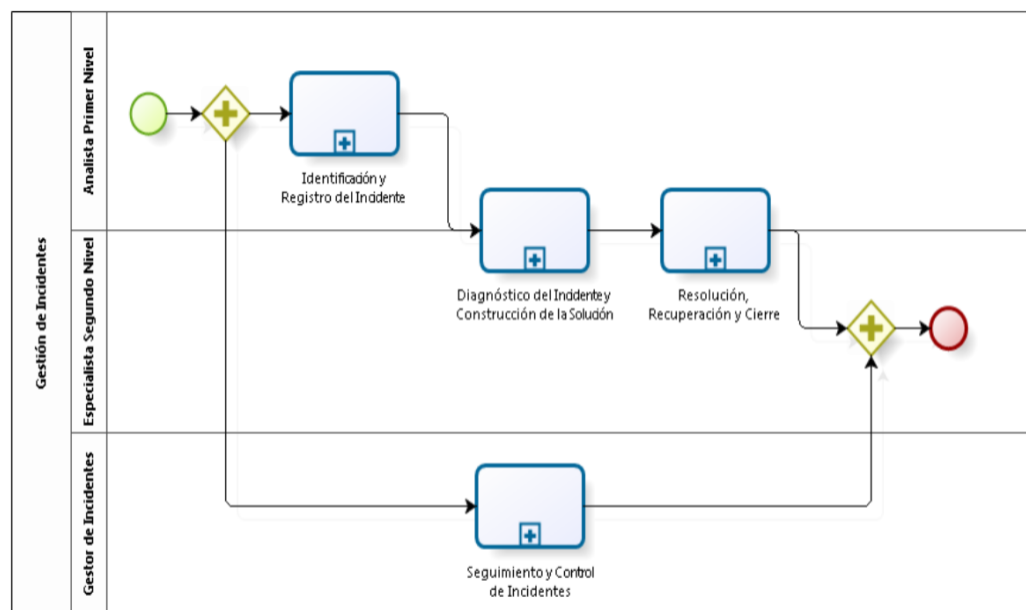 Gestión de Incidentes
Analista Primer Nivel
Identificación y
Registro del Incidente
Especialista Segundo Nivel
Diagnóstico del Incidente y
Construcción de la Solución
Resolución,
Recuperación y Cierre
Gestor de Incidentes
Seguimiento y Control
de Incidentes